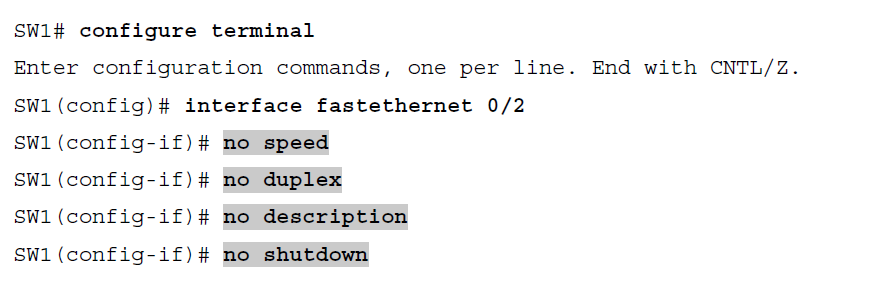 SW1# configure terminal
Enter configuration commands, one per line. End with CNTL/Z.
SW1(config)# interface fastethernet 0/2
SW1(config-if)# no speed
SW1(config-if)# no duplex
SW1(config-if)# no description
SW1(config-if)# no shutdown